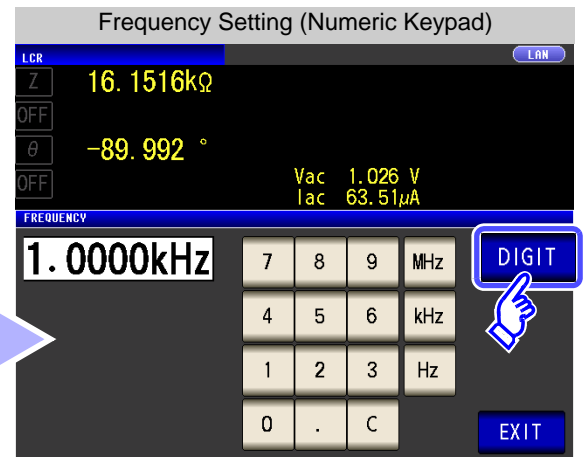 Frequency Setting (Numeric Keypad)
LCR LAN
Z 16.1516kΩ
OFF
θ -89.992 °
OFF Vac 1.026 V
Iac 63.51μA
FREQUENCY
1.0000kHz 7 8 9 MHz DIGIT
4 5 6 kHz
1 2 3 Hz
0 . C EXIT